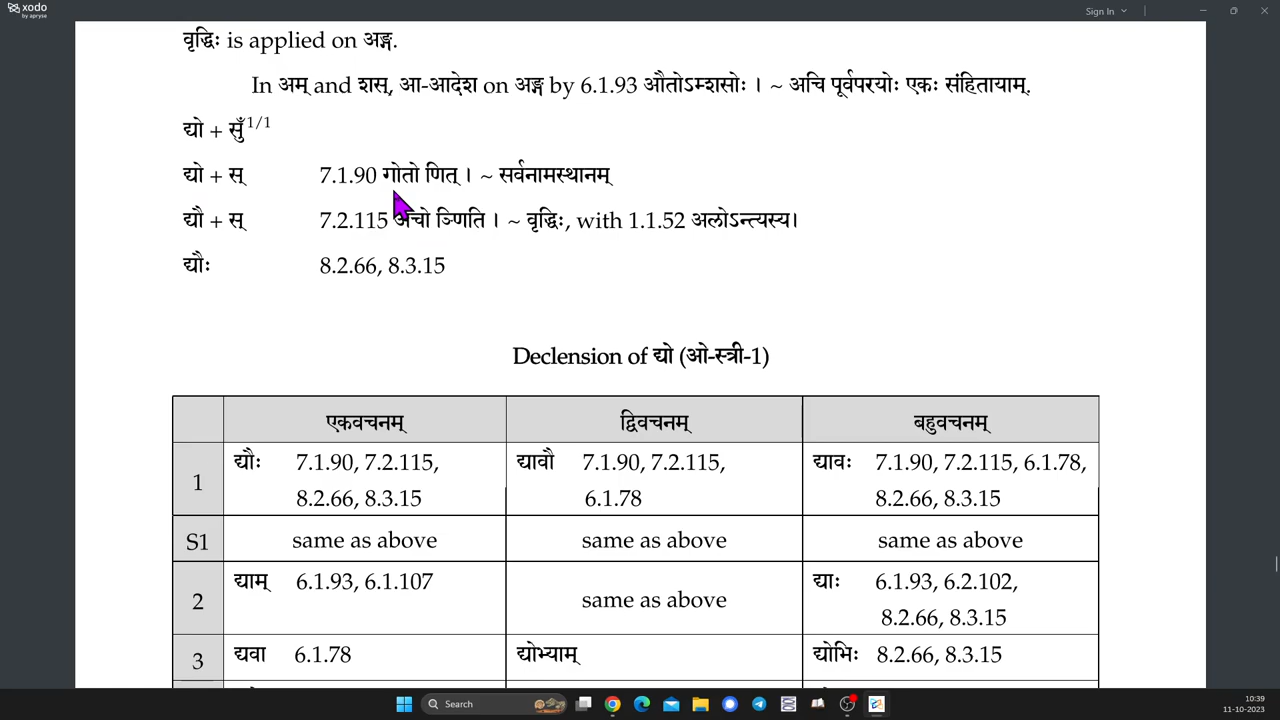 xodo
by apryse
Sign In
वृद्धिः is applied on अङ्ग.
In अम् and शस्, आ-आदेश on अङ्ग by 6.1.93 औतोऽम्शसोः । ~ अचि पूर्वपरयोः एकः संहितायाम्.
द्यो + सुँ 1/1
द्यो + स् 7.1.90 गोतो णित् । ~ सर्वनामस्थानम्
द्यौ + स् 7.2.115 अचो ञ्णिति । ~ वृद्धिः, with 1.1.52 अलोऽन्त्यस्य।
द्यौः 8.2.66, 8.3.15
Declension of द्यो (ओ-स्त्री-1)
एकवचनम् द्विवचनम् बहुवचनम्
1 द्यौः 7.1.90, 7.2.115, द्यावौ 7.1.90, 7.2.115, द्यावः 7.1.90, 7.2.115, 6.1.78,
8.2.66, 8.3.15 6.1.78 8.2.66, 8.3.15
S1 same as above same as above same as above
2 द्याम् 6.1.93, 6.1.107 same as above द्याः 6.1.93, 6.2.102,
8.2.66, 8.3.15
3 द्यवा 6.1.78 द्योभ्याम् द्योभिः 8.2.66, 8.3.15
Search
10:39
11-10-2023